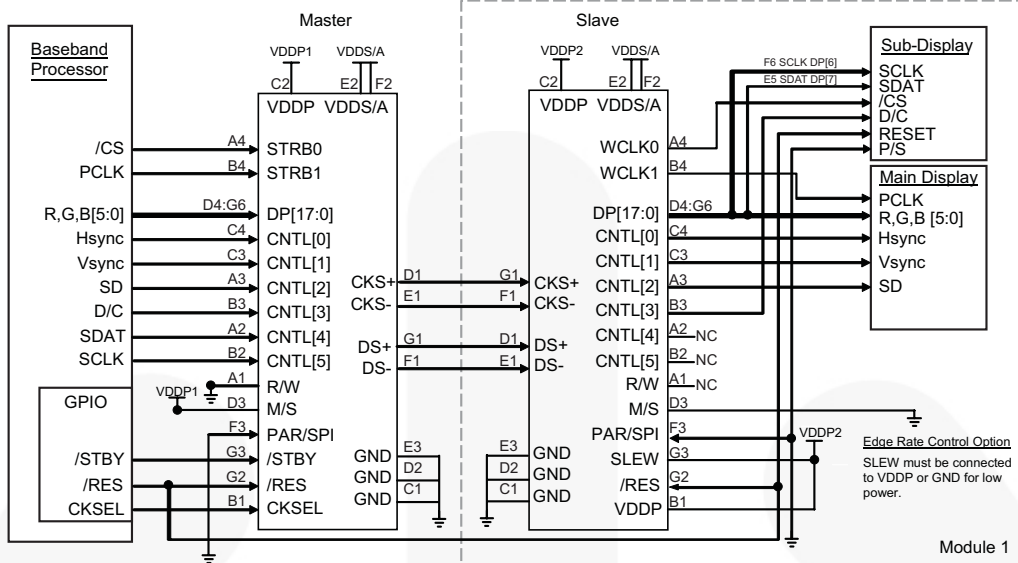 Master
Slave
Baseband
Processor
/CS
PCLK
R,G,B[5:0]
Hsync
Vsync
SD
D/C
SDAT
SCLK
GPIO
/STBY
/RES
CKSEL
VDDP1
VDDS/A
C2
E2
F2
VDDP
VDDS/A
A4
STRB0
B4
STRB1
D4:G6
DP[17:0]
C4
CNTL[0]
C3
CNTL[1]
A3
CNTL[2]
B3
CNTL[3]
A2
CNTL[4]
B2
CNTL[5]
A1
R/W
VDDP1
D3
M/S
F3
PAR/SPI
G3
/STBY
G2
/RES
B1
CKSEL
CKS+
D1
CKS-
E1
DS+
G1
DS-
F1
GND
E3
GND
D2
GND
C1
VDDP2
VDDS/A
C2
E2
F2
VDDP
VDDS/A
G1
CKS+
F1
CKS-
D1
DS+
E1
DS-
E3
GND
D2
GND
C1
GND
WCLK0
A4
WCLK1
B4
DP[17:0]
D4:G6
CNTL[0]
C4
CNTL[1]
C3
CNTL[2]
A3
CNTL[3]
B3
CNTL[4]
A2
NC
CNTL[5]
B2
NC
R/W
A1
NC
M/S
D3
PAR/SPI
F3
SLEW
G3
/RES
G2
VDDP
B1
VDDP2
F6 SCLK DP[6]
E5 SDAT DP[7]
Sub-Display
SCLK
SDAT
/CS
D/C
RESET
P/S
Main Display
PCLK
R,G,B [5:0]
Hsync
Vsync
SD
Edge Rate Control Option
SLEW must be connected
to VDDP or GND for low
power.
Module 1